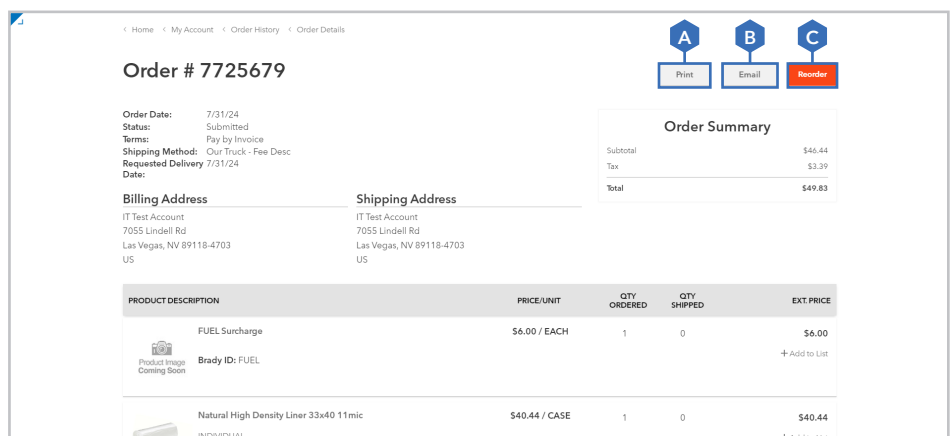 < Home < My Account < Order History < Order Details
A B C
Order # 7725679
Print Email Reorder
Order Date: 7/31/24
Status: Submitted
Terms: Pay by Invoice
Shipping Method: Our Truck - Fee Desc
Requested Delivery 7/31/24
Date:
Order Summary
Subtotal $46.44
Tax $3.39
Total $49.83
Billing Address Shipping Address
IT Test Account IT Test Account
7055 Lindell Rd 7055 Lindell Rd
Las Vegas, NV 89118-4703 Las Vegas, NV 89118-4703
US US
PRODUCT DESCRIPTION PRICE/UNIT QTY ORDERED QTY SHIPPED EXT. PRICE
FUEL Surcharge $6.00 / EACH 1 0 $6.00
+ Add to List
Product Image
Coming Soon
Brady ID: FUEL
Natural High Density Liner 33x40 11mic $40.44 / CASE 1 0 $40.44
INDIVIDUAL